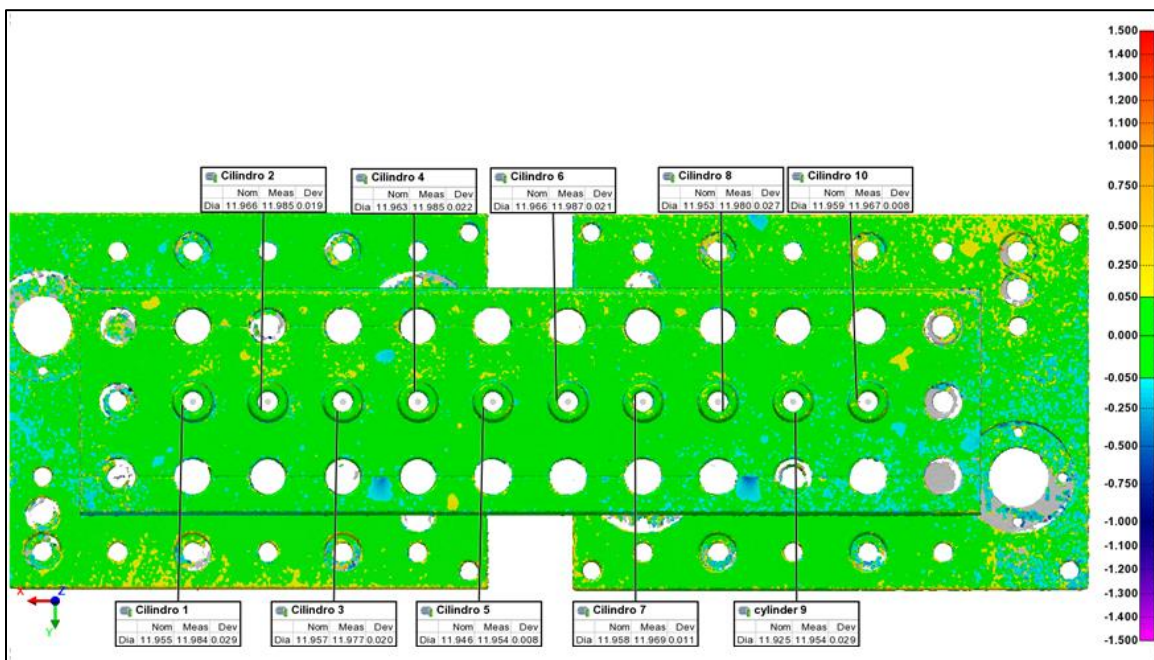 Cilindro 2
Nom Meas Dev
Dia 11.966 11.985 0.019
Cilindro 4
Nom Meas Dev
Dia 11.963 11.985 0.022
Cilindro 6
Nom Meas Dev
Dia 11.966 11.987 0.021
Cilindro 8
Nom Meas Dev
Dia 11.953 11.980 0.027
Cilindro 10
Nom Meas Dev
Dia 11.959 11.967 0.008
Cilindro 1
Nom Meas Dev
Dia 11.955 11.984 0.029
Cilindro 3
Nom Meas Dev
Dia 11.957 11.977 0.020
Cilindro 5
Nom Meas Dev
Dia 11.946 11.954 0.008
Cilindro 7
Nom Meas Dev
Dia 11.958 11.969 0.011
cylinder 9
Nom Meas Dev
Dia 11.925 11.954 0.029
X
Z
Y
1.500
1.400
1.300
1.200
1.100
1.000
0.750
0.500
0.250
0.050
0.000
-0.050
-0.250
-0.500
-0.750
-1.000
-1.100
-1.200
-1.300
-1.400
-1.500